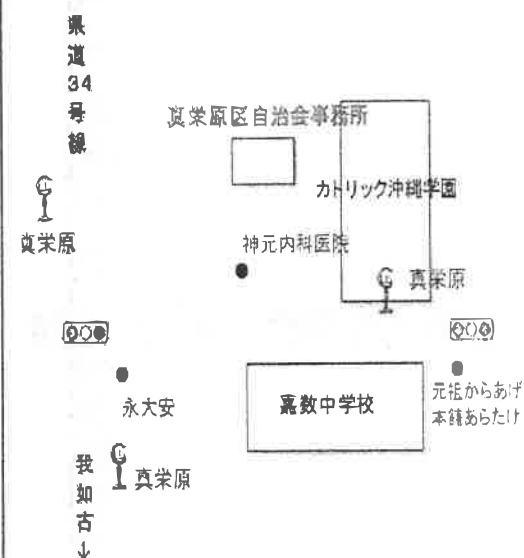 県道34号線
真栄原区自治会事務所
カトリック沖縄学園
真栄原
神元内科医院
真栄原
永大安
嘉数中学校
元祖からあげ
本舗あらたけ
真栄原
我如古↓